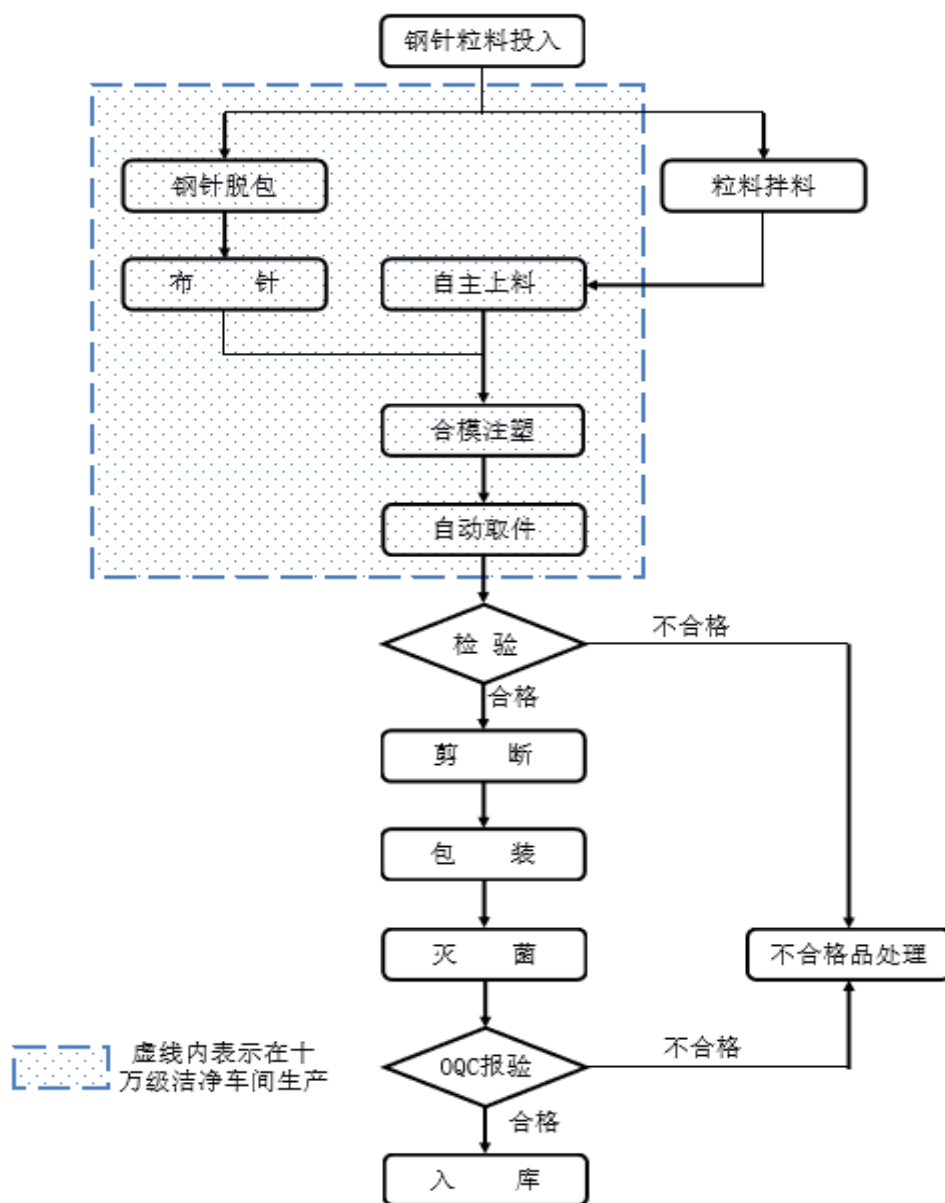 钢针粒料投入
钢针脱包
粒料拌料
布 针
自主上料
合模注塑
自动取件
检 验
不合格
合格
剪 断
包 装
灭 菌
不合格品处理
虚线内表示在十
万级洁净车间生产
OQC报验
不合格
合格
入 库